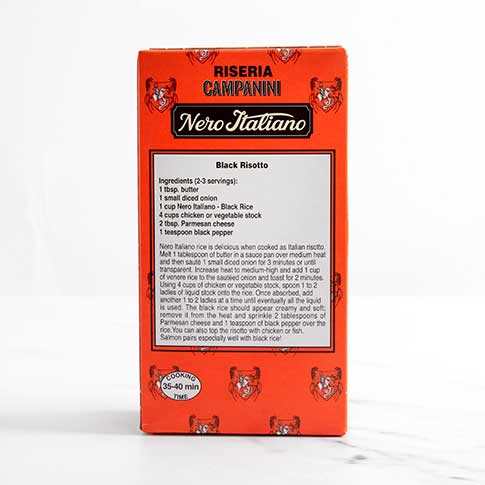 RISERIA
CAMPANINI
Nero Italiano
Black Risotto
Ingredients (2-3 servings):
1 tbsp. butter
1 small diced onion
1 cup Nero Italiano - Black Rice
4 cups chicken or vegetable stock
2 tbsp. Parmesan cheese
1 teaspoon black pepper
Nero Italiano rice is delicious when cooked as Italian risotto.
Melt 1 tablespoon of butter in a sauce pan over medium heat
and then sauté 1 small diced onion for 3 minutes or until
transparent. Increase heat to medium-high and add 1 cup
of venere rice to the sautéed onion and toast for 2 minutes.
Using 4 cups of chicken or vegetable stock, spoon 1 to 2
ladles of liquid stock onto the rice. Once absorbed, add
another 1 to 2 ladles at a time until eventually all the liquid
is used. The black rice should appear creamy and soft;
remove it from the heat and sprinkle 2 tablespoons of
Parmesan cheese and 1 teaspoon of black pepper over the
rice.You can also top the risotto with chicken or fish.
Salmon pairs especially well with black rice!
COOKING
35-40 min
TIME